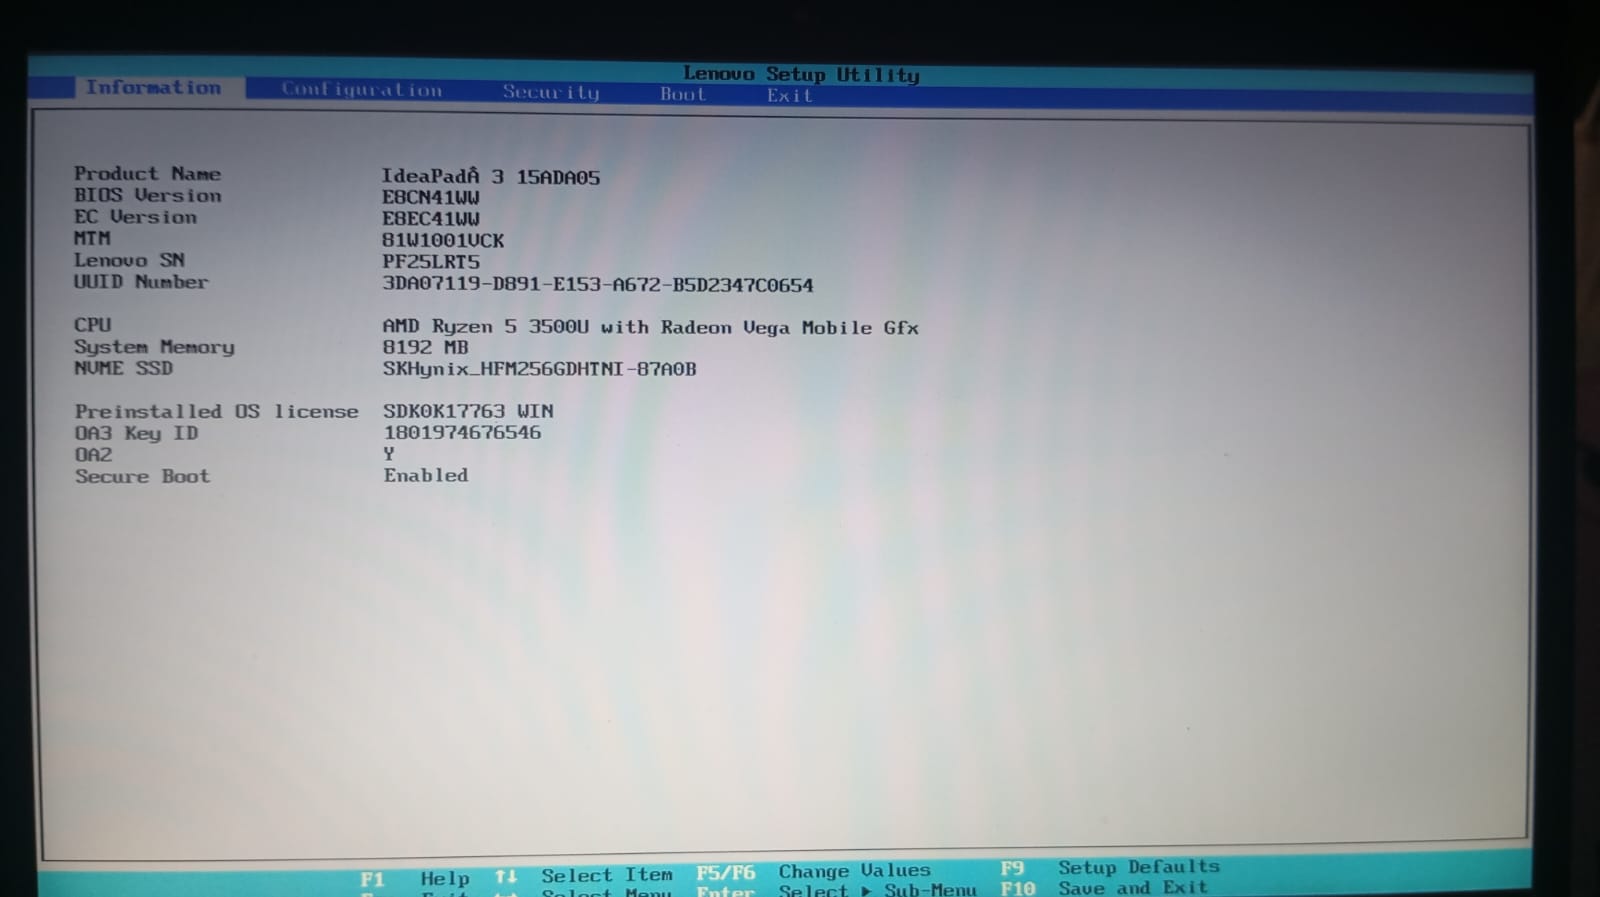 Lenovo Setup Utility
Information Configuration Security Boot Exit
Product Name IdeaPadÂ 3 15ADA05
BIOS Version E8CN41WW
EC Version E8EC41WW
MTM 81W1001VCK
Lenovo SN PF25LRT5
UUID Number 3DA07119-D891-E153-A672-B5D2347C0654
CPU AMD Ryzen 5 3500U with Radeon Vega Mobile Gfx
System Memory 8192 MB
NVME SSD SKHynix_HFM256GDHTNI-87A0B
Preinstalled OS license SDK0K17763 WIN
OA3 Key ID 1801974676546
OA2 Y
Secure Boot Enabled
F1 Help ↑↓ Select Item F5/F6 Change Values F9 Setup Defaults
Select Menu Enter Select ► Sub-Menu F10 Save and Exit